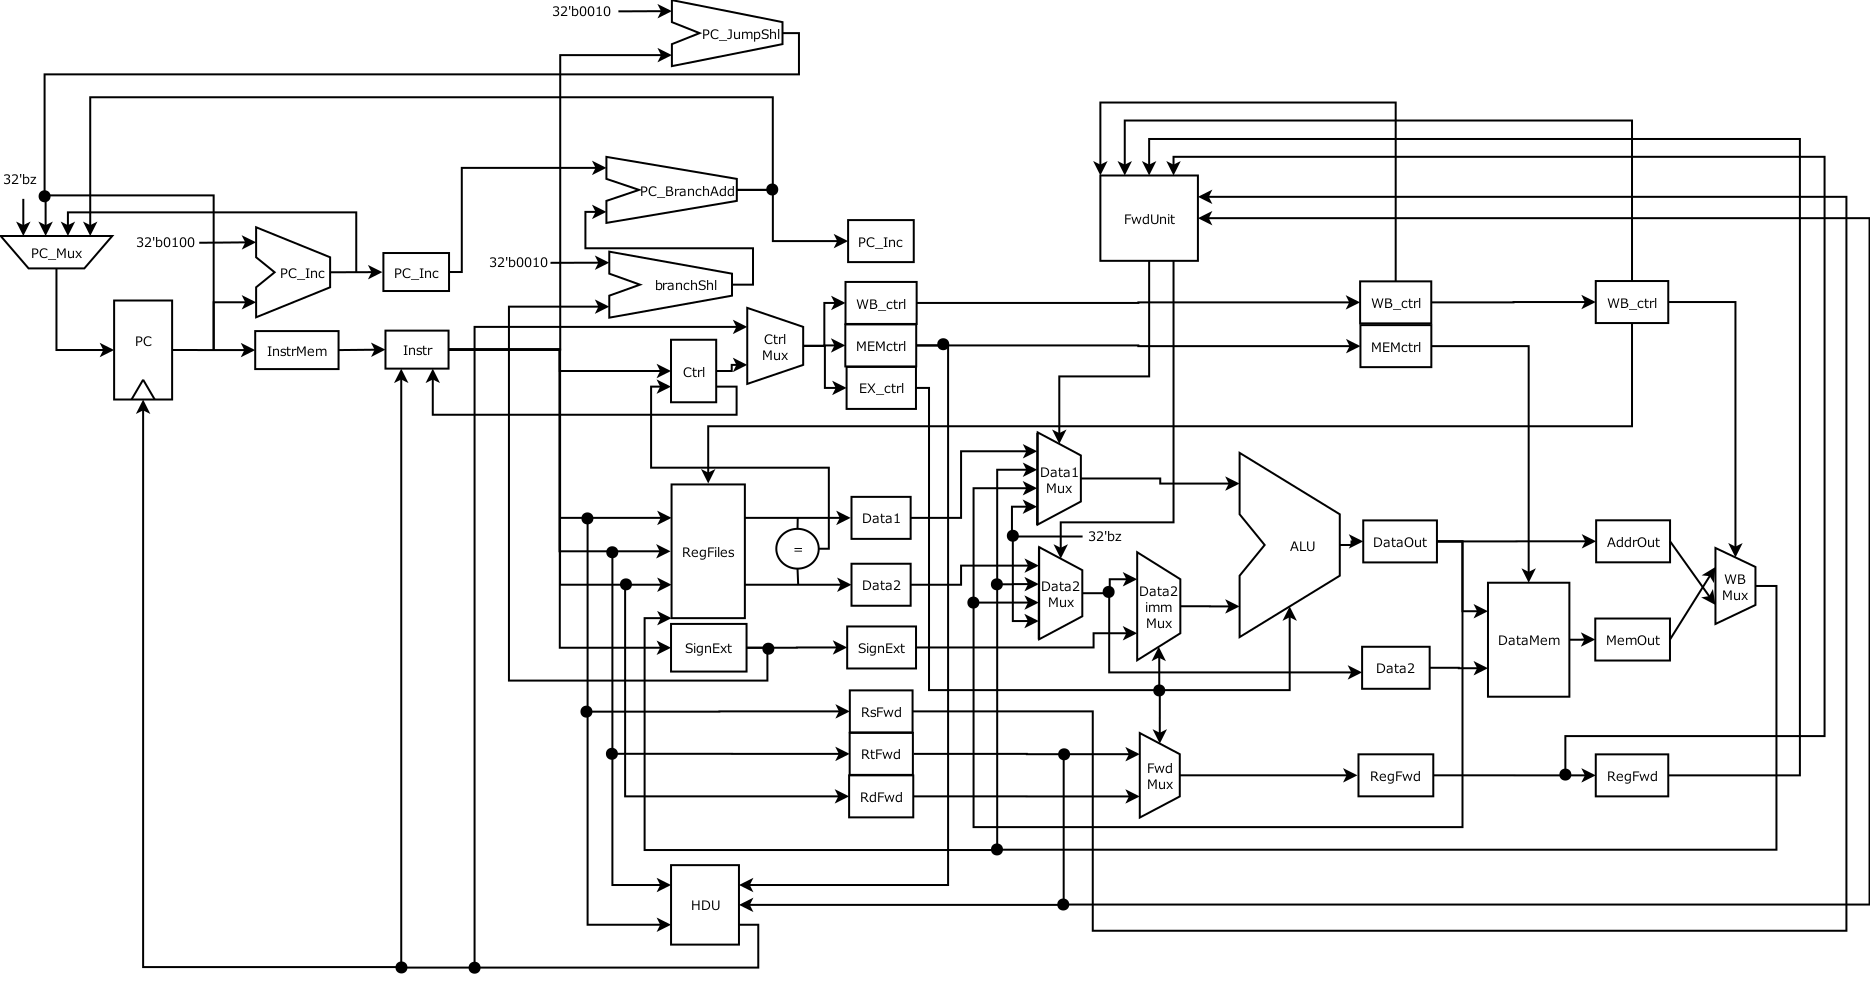 32'b0010
PC_JumpShl
32'bz
PC_Mux
32'b0100
PC_Inc
PC_Inc
PC_BranchAdd
32'b0010
branchShl
PC_Inc
FwdUnit
PC
InstrMem
Instr
Ctrl
Ctrl
Mux
WB_ctrl
MEMctrl
EX_ctrl
WB_ctrl
MEMctrl
WB_ctrl
RegFiles
=
Data1
Data2
SignExt
SignExt
Data1
Mux
32'bz
Data2
Mux
Data2
imm
Mux
ALU
DataOut
Data2
DataMem
AddrOut
MemOut
WB
Mux
RsFwd
RtFwd
RdFwd
Fwd
Mux
RegFwd
RegFwd
HDU